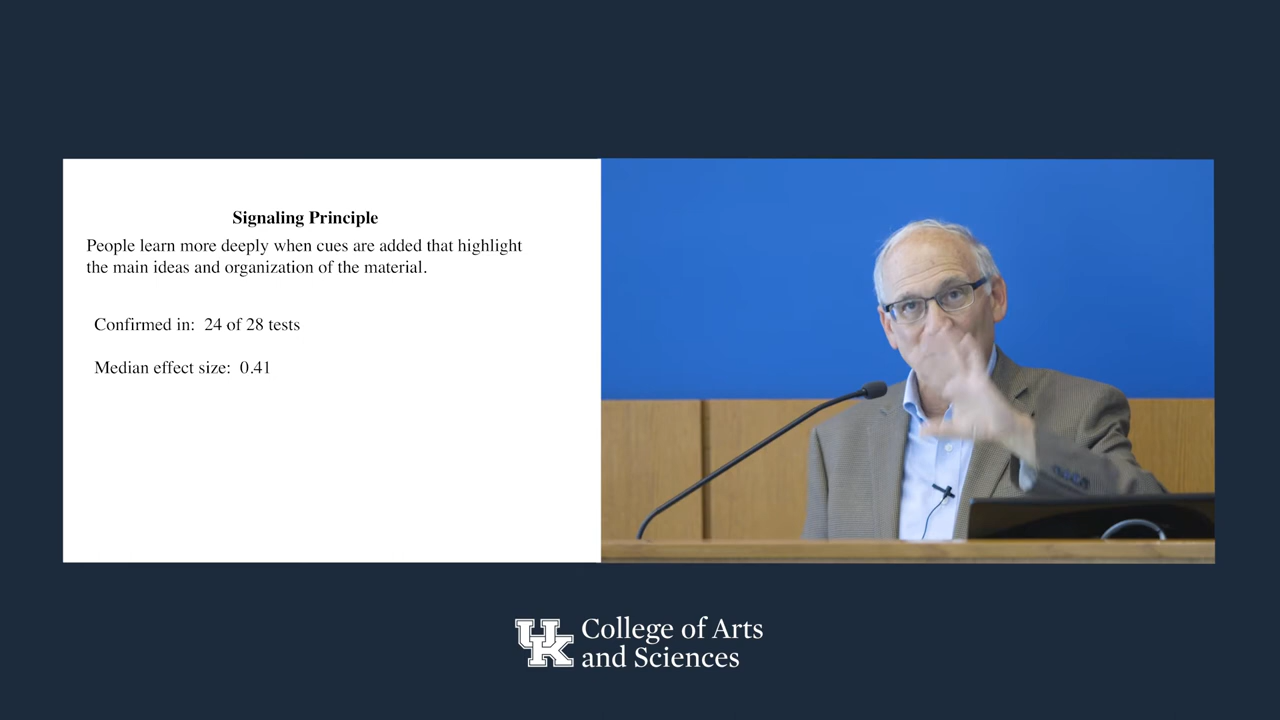 Signaling Principle
People learn more deeply when cues are added that highlight
the main ideas and organization of the material.
Confirmed in: 24 of 28 tests
Median effect size: 0.41
UK College of Arts
and Sciences